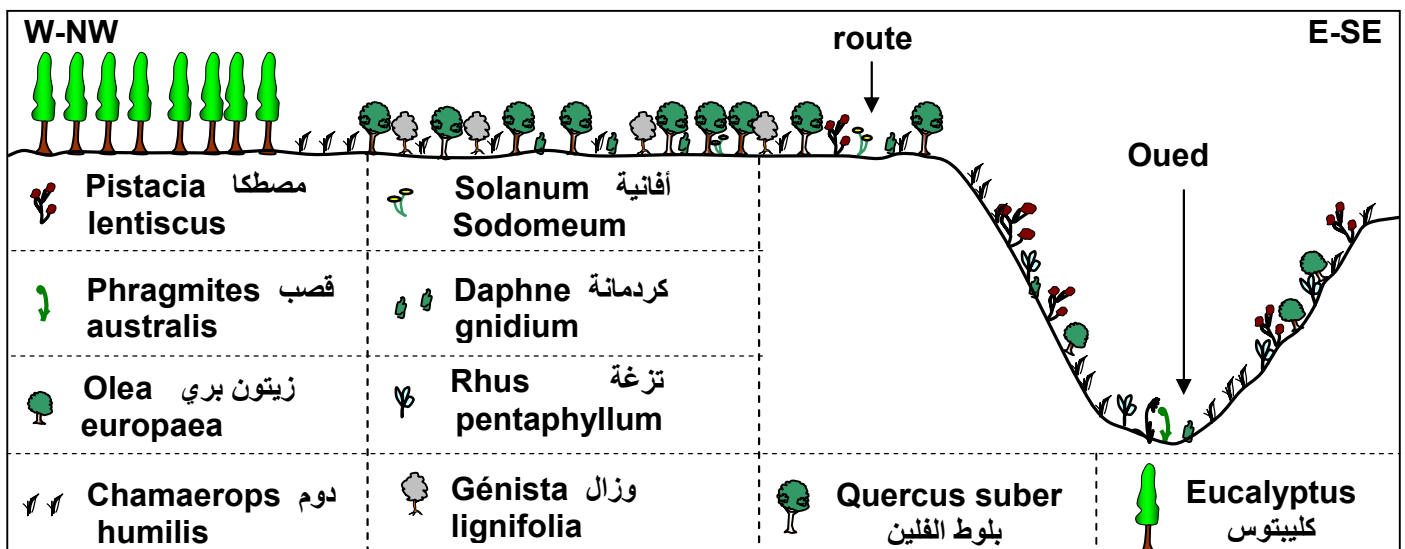 W-NW
route
E-SE
Oued
Pistacia مصطكا
lentiscus
Solanum أفانية
Sodomeum
Phragmites قصب
australis
Daphne كردمانة
gnidium
Olea زيتون بري
europaea
Rhus تزغة
pentaphyllum
Chamaerops دوم
humilis
Génista وزال
lignifolia
Quercus suber
بلوط الفلين
Eucalyptus
كليبتوس